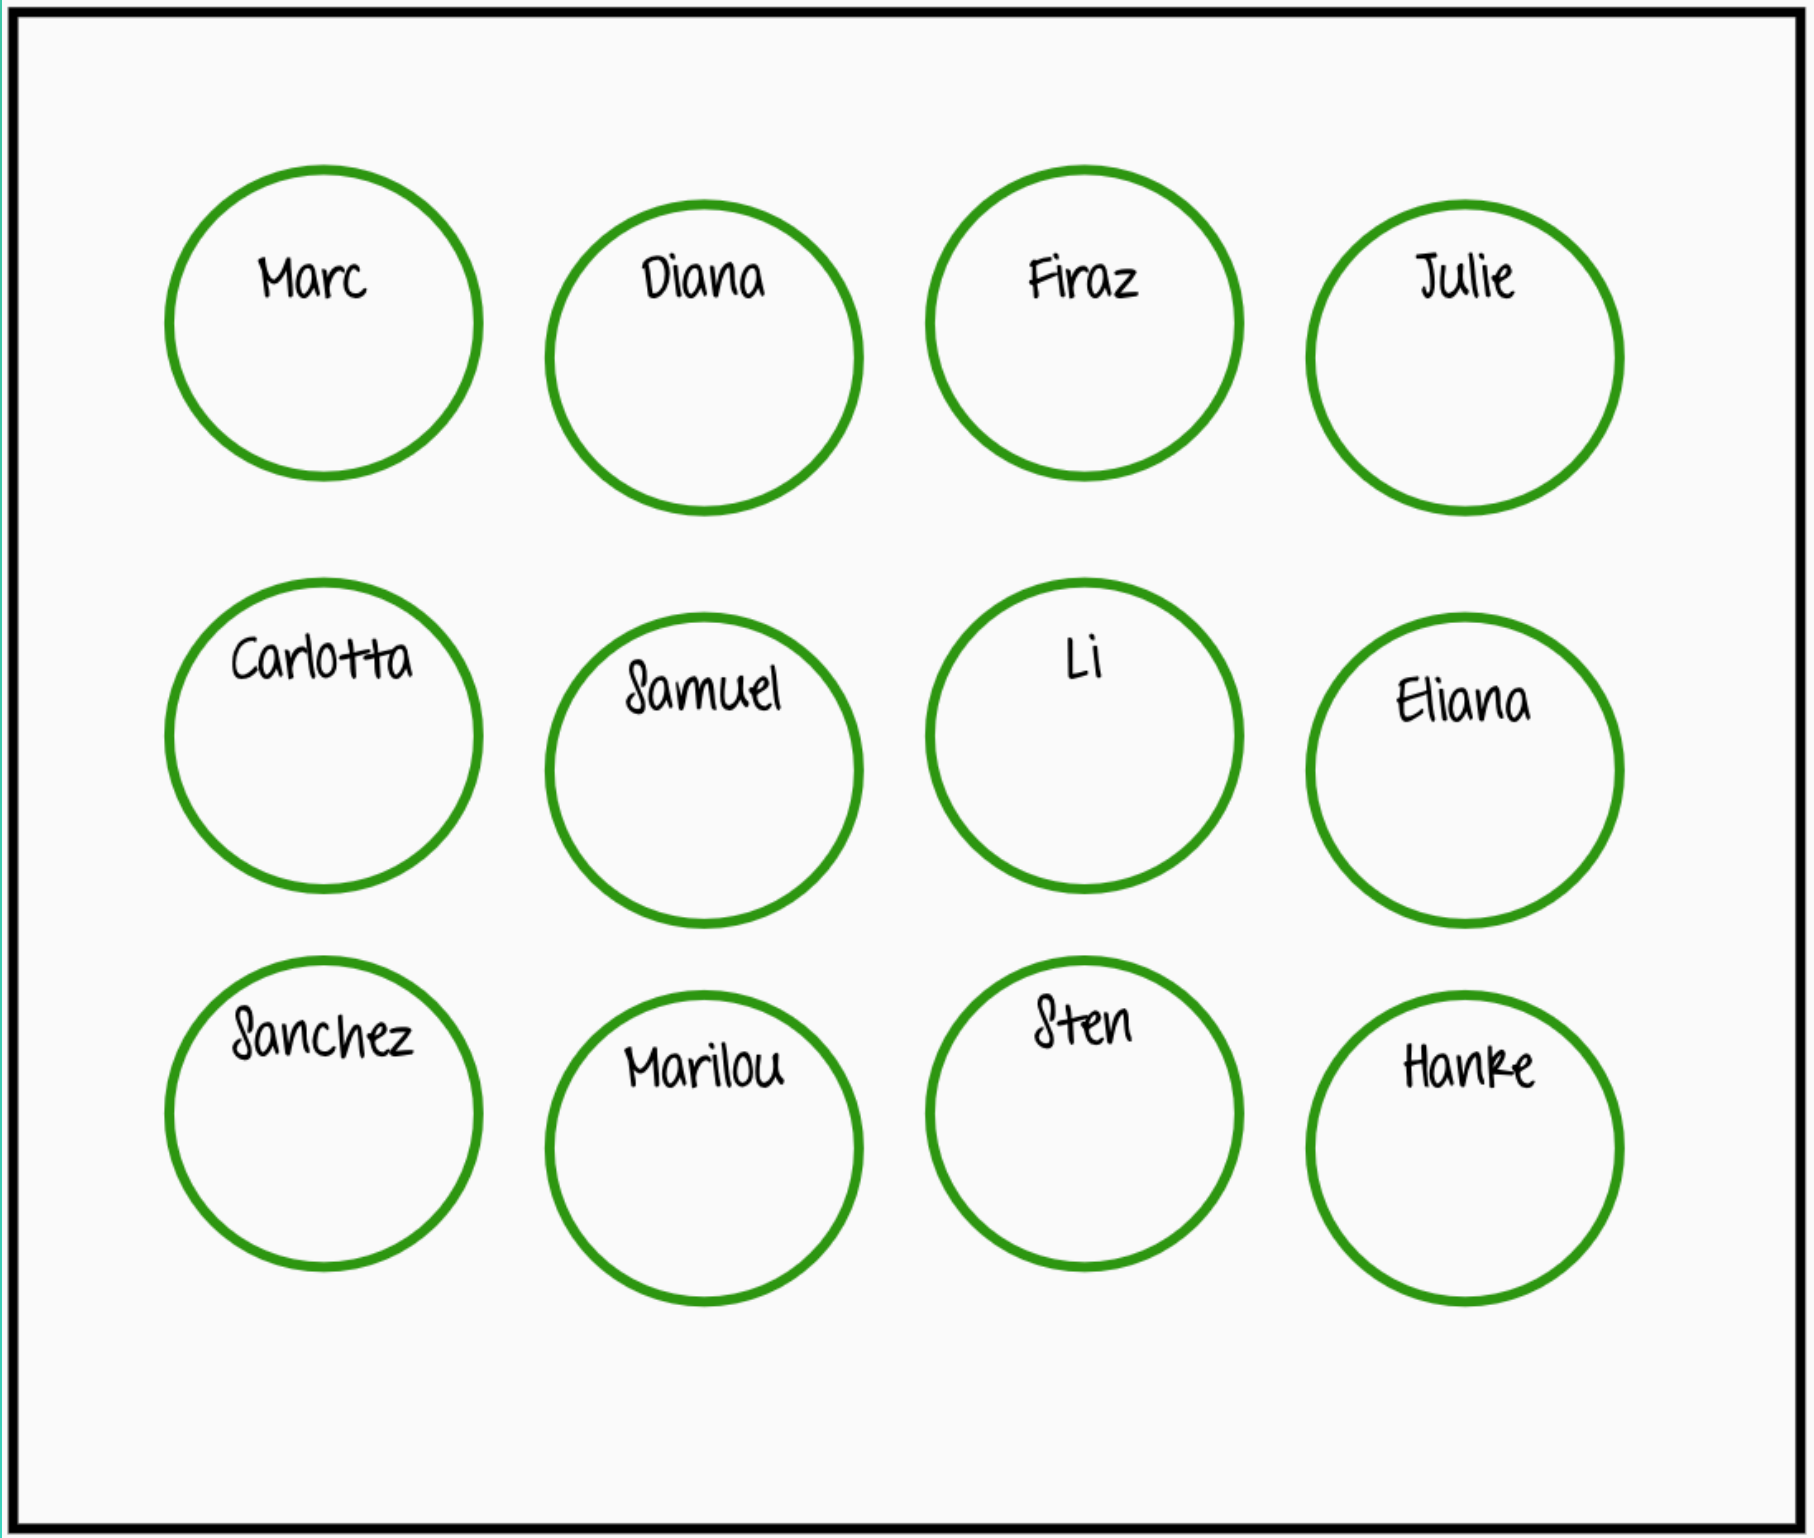 Marc
Diana
Firaz
Julie
Carlotta
Samuel
Li
Eliana
Sanchez
Marilou
Sten
Hanke